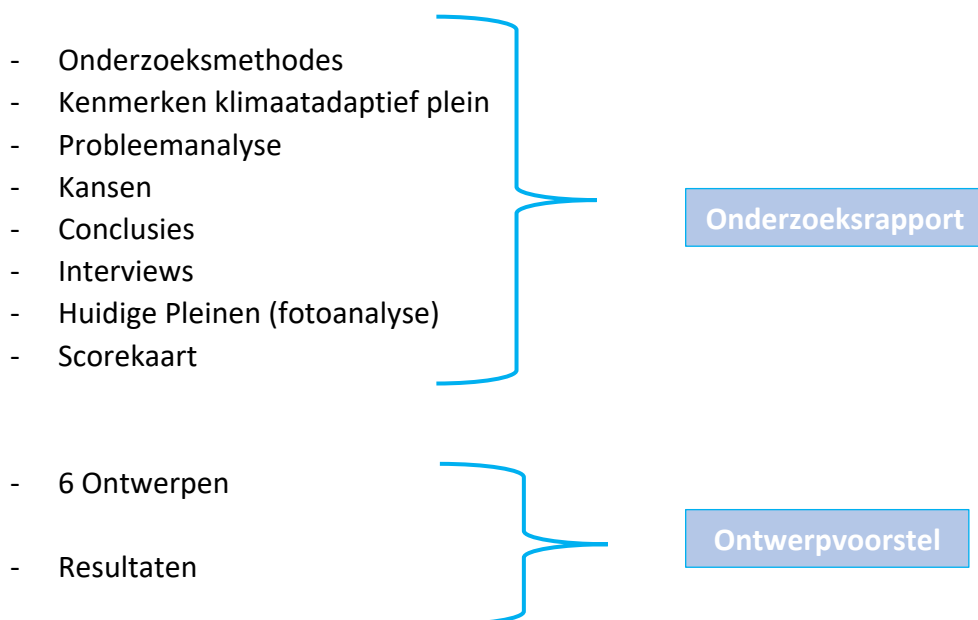 - Onderzoeksmethodes
- Kenmerken klimaatadaptief plein
- Probleemanalyse
- Kansen
- Conclusies
- Interviews
- Huidige Pleinen (fotoanalyse)
- Scorekaart
Onderzoeksrapport
- 6 Ontwerpen
- Resultaten
Ontwerpvoorstel